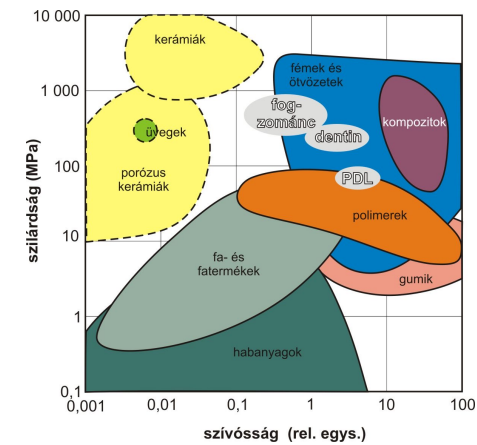 10 000
1 000
100
10
1
0,1
szilárdság (MPa)
kerámiák
üvegek
porózus
kerámiák
fémek és
ötvözetek
fog-
zománc
dentin
kompozitok
PDL
polimerek
fa- és
fatermékek
gumik
habanyagok
0,001
0,01
0,1
1
10
100
szívósság (rel. egys.)